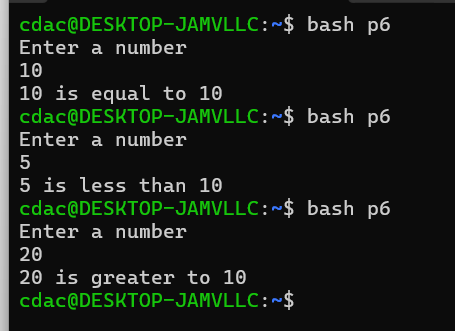 cdac@DESKTOP-JAMVLLC:~$ bash p6
Enter a number
10
10 is equal to 10
cdac@DESKTOP-JAMVLLC:~$ bash p6
Enter a number
5
5 is less than 10
cdac@DESKTOP-JAMVLLC:~$ bash p6
Enter a number
20
20 is greater to 10
cdac@DESKTOP-JAMVLLC:~$